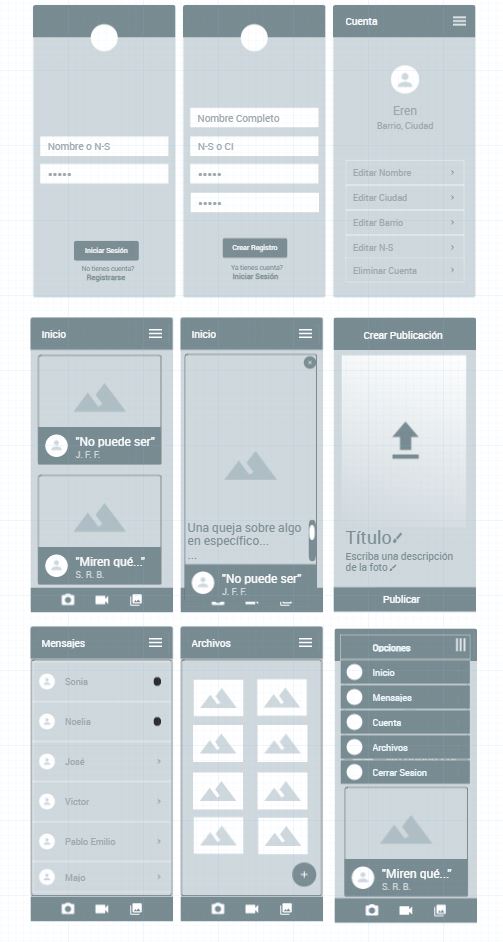 Nombre o N-S
*****
Iniciar Sesión
No tienes cuenta?
Registrarse
Nombre Completo
N-S o CI
*****
*****
Crear Registro
Ya tienes cuenta?
Iniciar Sesión
Cuenta
Eren
Barrio, Ciudad
Editar Nombre
Editar Ciudad
Editar Barrio
Editar N-S
Eliminar Cuenta
Inicio
"No puede ser"
J. F. F.
"Miren qué..."
S. R. B.
Inicio
Una queja sobre algo
en específico...
...
"No puede ser"
J. F. F.
Crear Publicación
Título
Escriba una descripción
de la foto
Publicar
Mensajes
Sonia
Noelia
José
Victor
Pablo Emilio
Majo
Archivos
Opciones
Inicio
Mensajes
Cuenta
Archivos
Cerrar Sesion
"Miren qué..."
S. R. B.